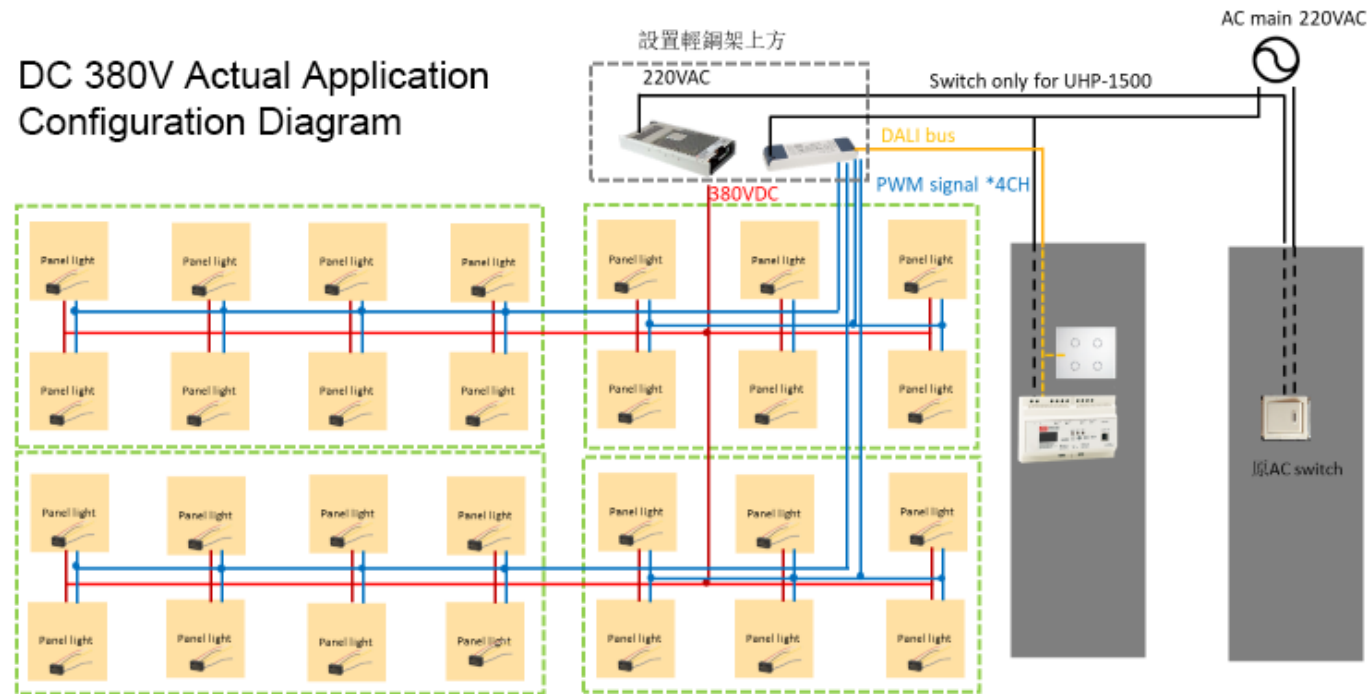 DC 380V Actual Application
Configuration Diagram
設置輕鋼架上方
AC main 220VAC
220VAC
Switch only for UHP-1500
DALI bus
PWM signal *4CH
380VDC
Panel light
Panel light
Panel light
Panel light
Panel light
Panel light
Panel light
Panel light
Panel light
Panel light
Panel light
Panel light
Panel light
Panel light
原AC switch
Panel light
Panel light
Panel light
Panel light
Panel light
Panel light
Panel light
Panel light
Panel light
Panel light
Panel light
Panel light
Panel light
Panel light